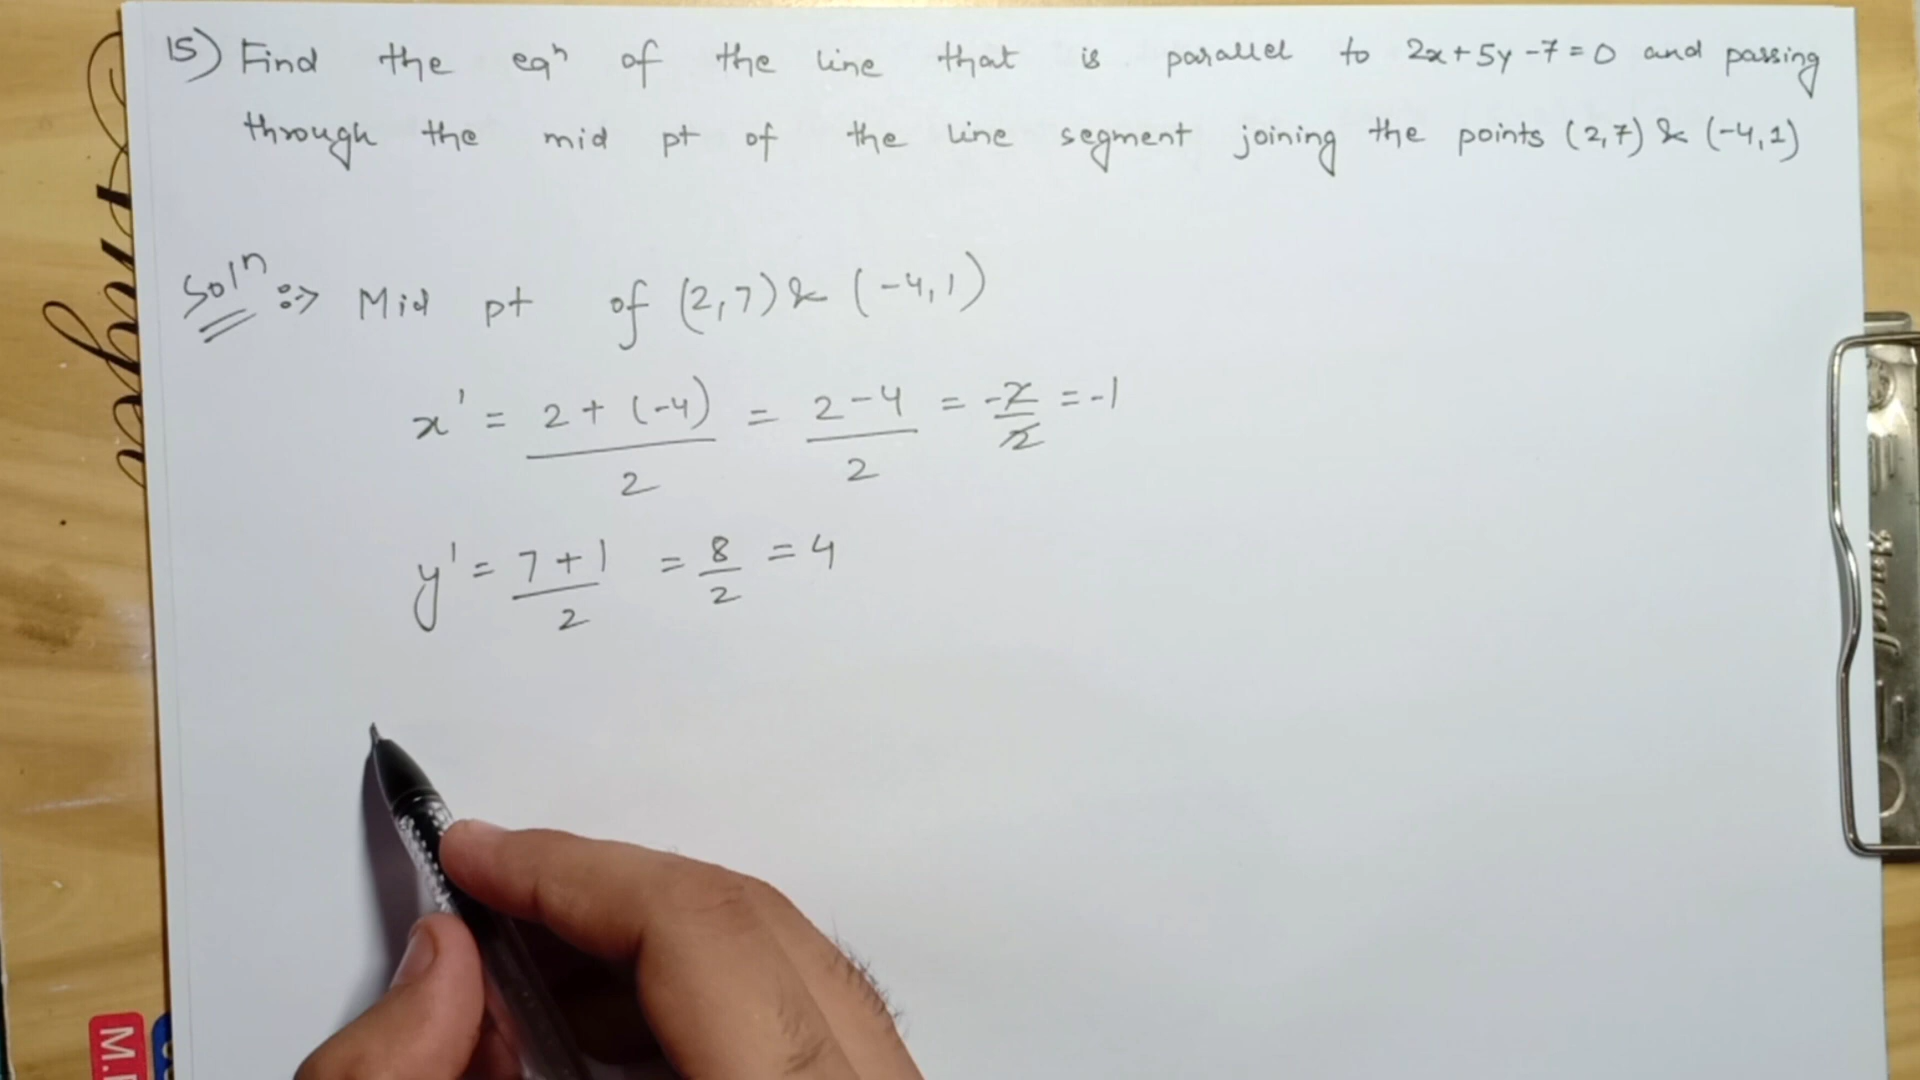 15) Find the eqⁿ of the line that is parallel to 2x+5y-7=0 and passing
through the mid pt of the line segment joining the points (2,7) & (-4,1)
Solⁿ :-> Mid pt of (2,7) & (-4,1)
x' = 2+(-4)/2 = 2-4/2 = -2/2 = -1
y' = 7+1/2 = 8/2 = 4
M.